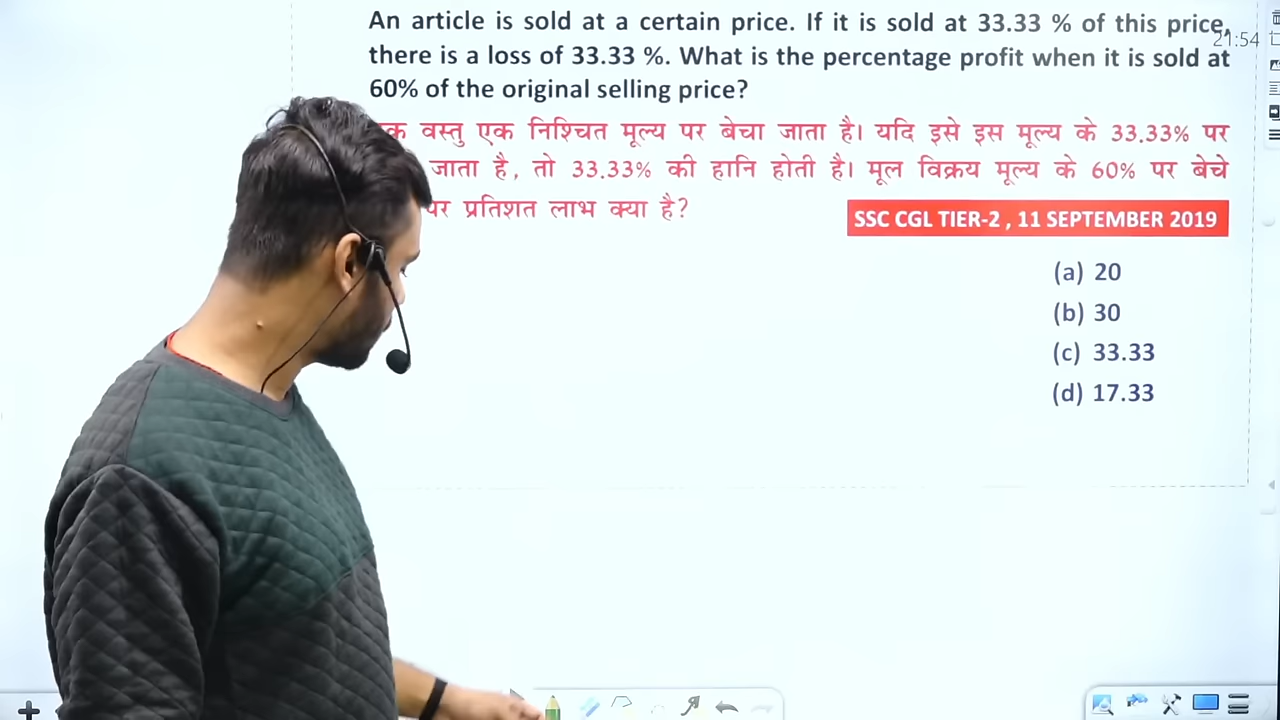 An article is sold at a certain price. If it is sold at 33.33 % of this price,
21:54
there is a loss of 33.33 %. What is the percentage profit when it is sold at
60% of the original selling price?
वस्तु एक निश्चित मूल्य पर बेचा जाता है। यदि इसे इस मूल्य के 33.33% पर
जाता है, तो 33.33% की हानि होती है। मूल विक्रय मूल्य के 60% पर बेचे
पर प्रतिशत लाभ क्या है?
SSC CGL TIER-2 , 11 SEPTEMBER 2019
(a) 20
(b) 30
(c) 33.33
(d) 17.33